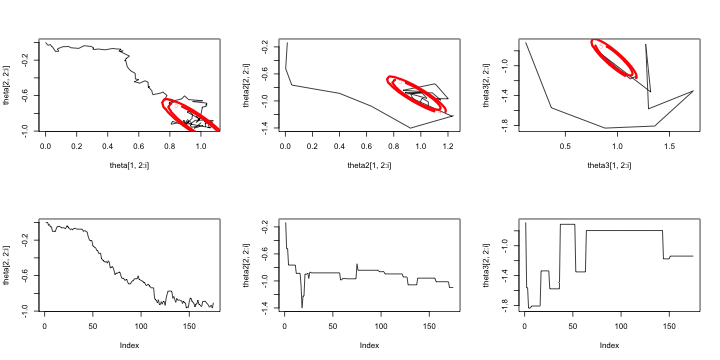 theta[2, 2:i]
-1.0 -0.6 -0.2
0.0 0.2 0.4 0.6 0.8 1.0
theta[1, 2:i]
theta2[2, 2:i]
-1.4 -1.0 -0.6 -0.2
0.0 0.2 0.4 0.6 0.8 1.0 1.2
theta2[1, 2:i]
theta3[2, 2:i]
-1.8 -1.4 -1.0
0.5 1.0 1.5
theta3[1, 2:i]
theta[2, 2:i]
-1.0 -0.6 -0.2
0 50 100 150
Index
theta2[2, 2:i]
-1.4 -1.0 -0.6 -0.2
0 50 100 150
Index
theta3[2, 2:i]
-1.8 -1.4 -1.0
0 50 100 150
Index